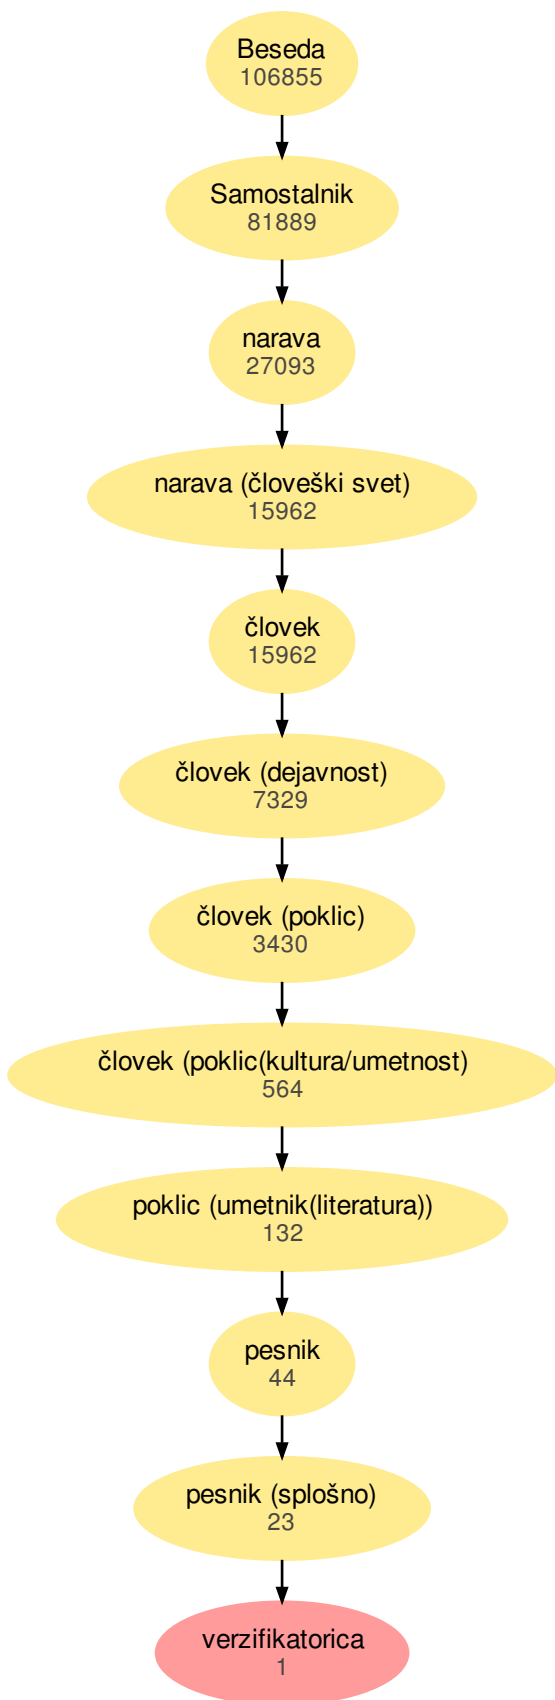 Beseda
106855
Samostalnik
81889
narava
27093
narava (človeški svet)
15962
človek
15962
človek (dejavnost)
7329
človek (poklic)
3430
človek (poklic(kultura/umetnost)
564
poklic (umetnik(literatura))
132
pesnik
44
pesnik (splošno)
23
verzifikatorica
1